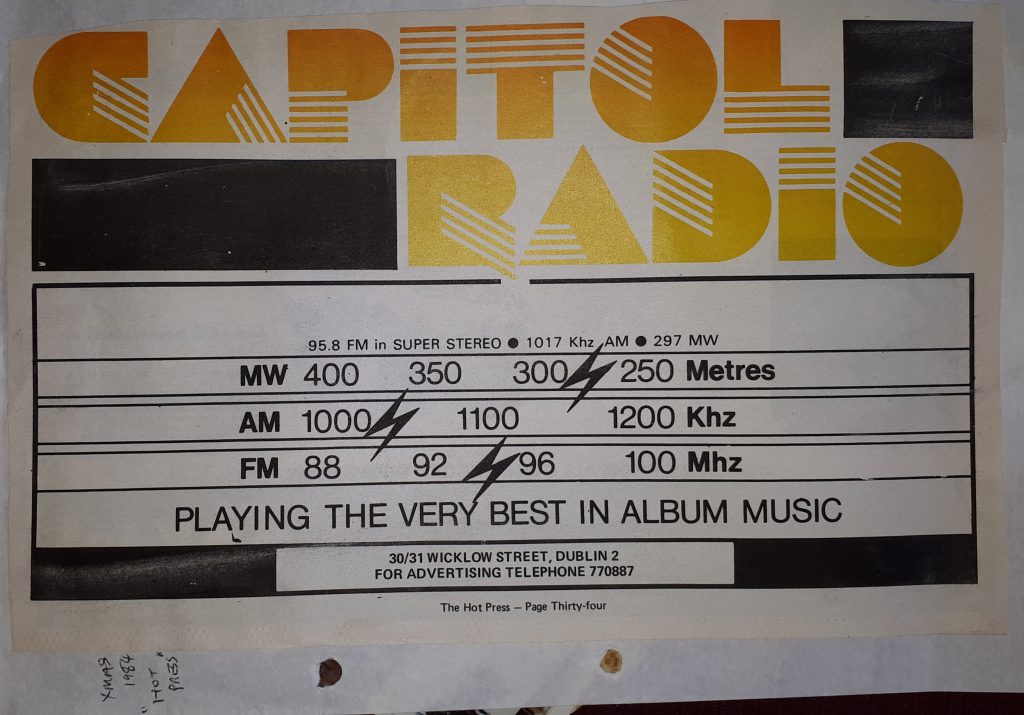 CAPITOL
RADIO
95.8 FM in SUPER STEREO ● 1017 Khz AM ● 297 MW
MW 400 350 300 250 Metres
AM 1000 1100 1200 Khz
FM 88 92 96 100 Mhz
PLAYING THE VERY BEST IN ALBUM MUSIC
30/31 WICKLOW STREET, DUBLIN 2
FOR ADVERTISING TELEPHONE 770887
The Hot Press — Page Thirty-four
XMAS
1984
"HOT
PRESS"